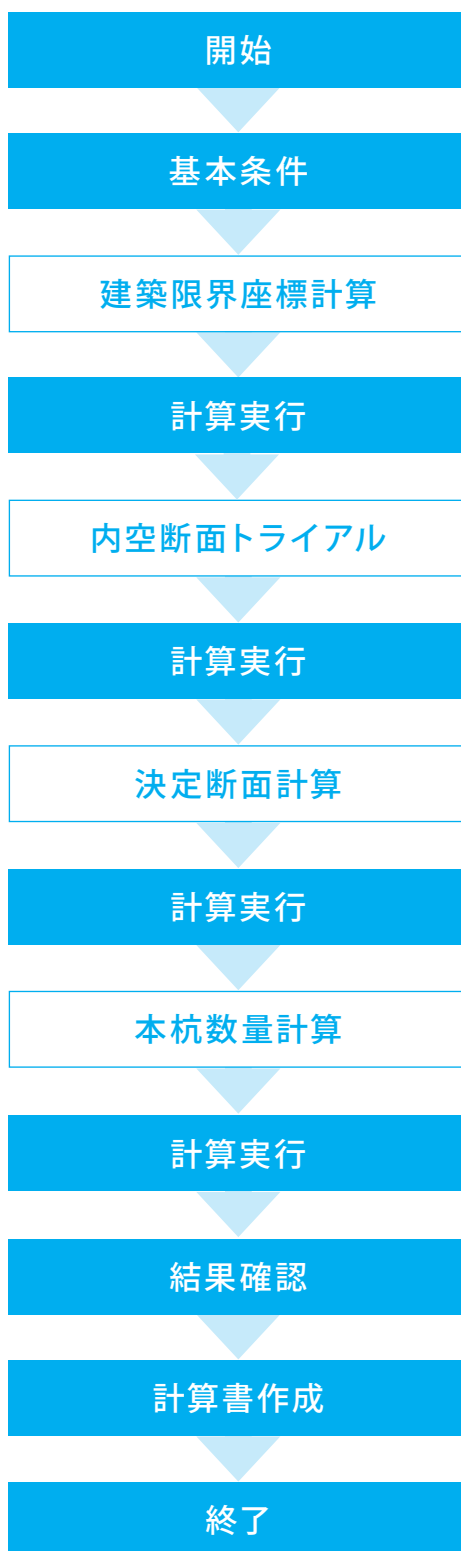 開始
基本条件
建築限界座標計算
計算実行
内空断面トライアル
計算実行
決定断面計算
計算実行
本杭数量計算
計算実行
結果確認
計算書作成
終了